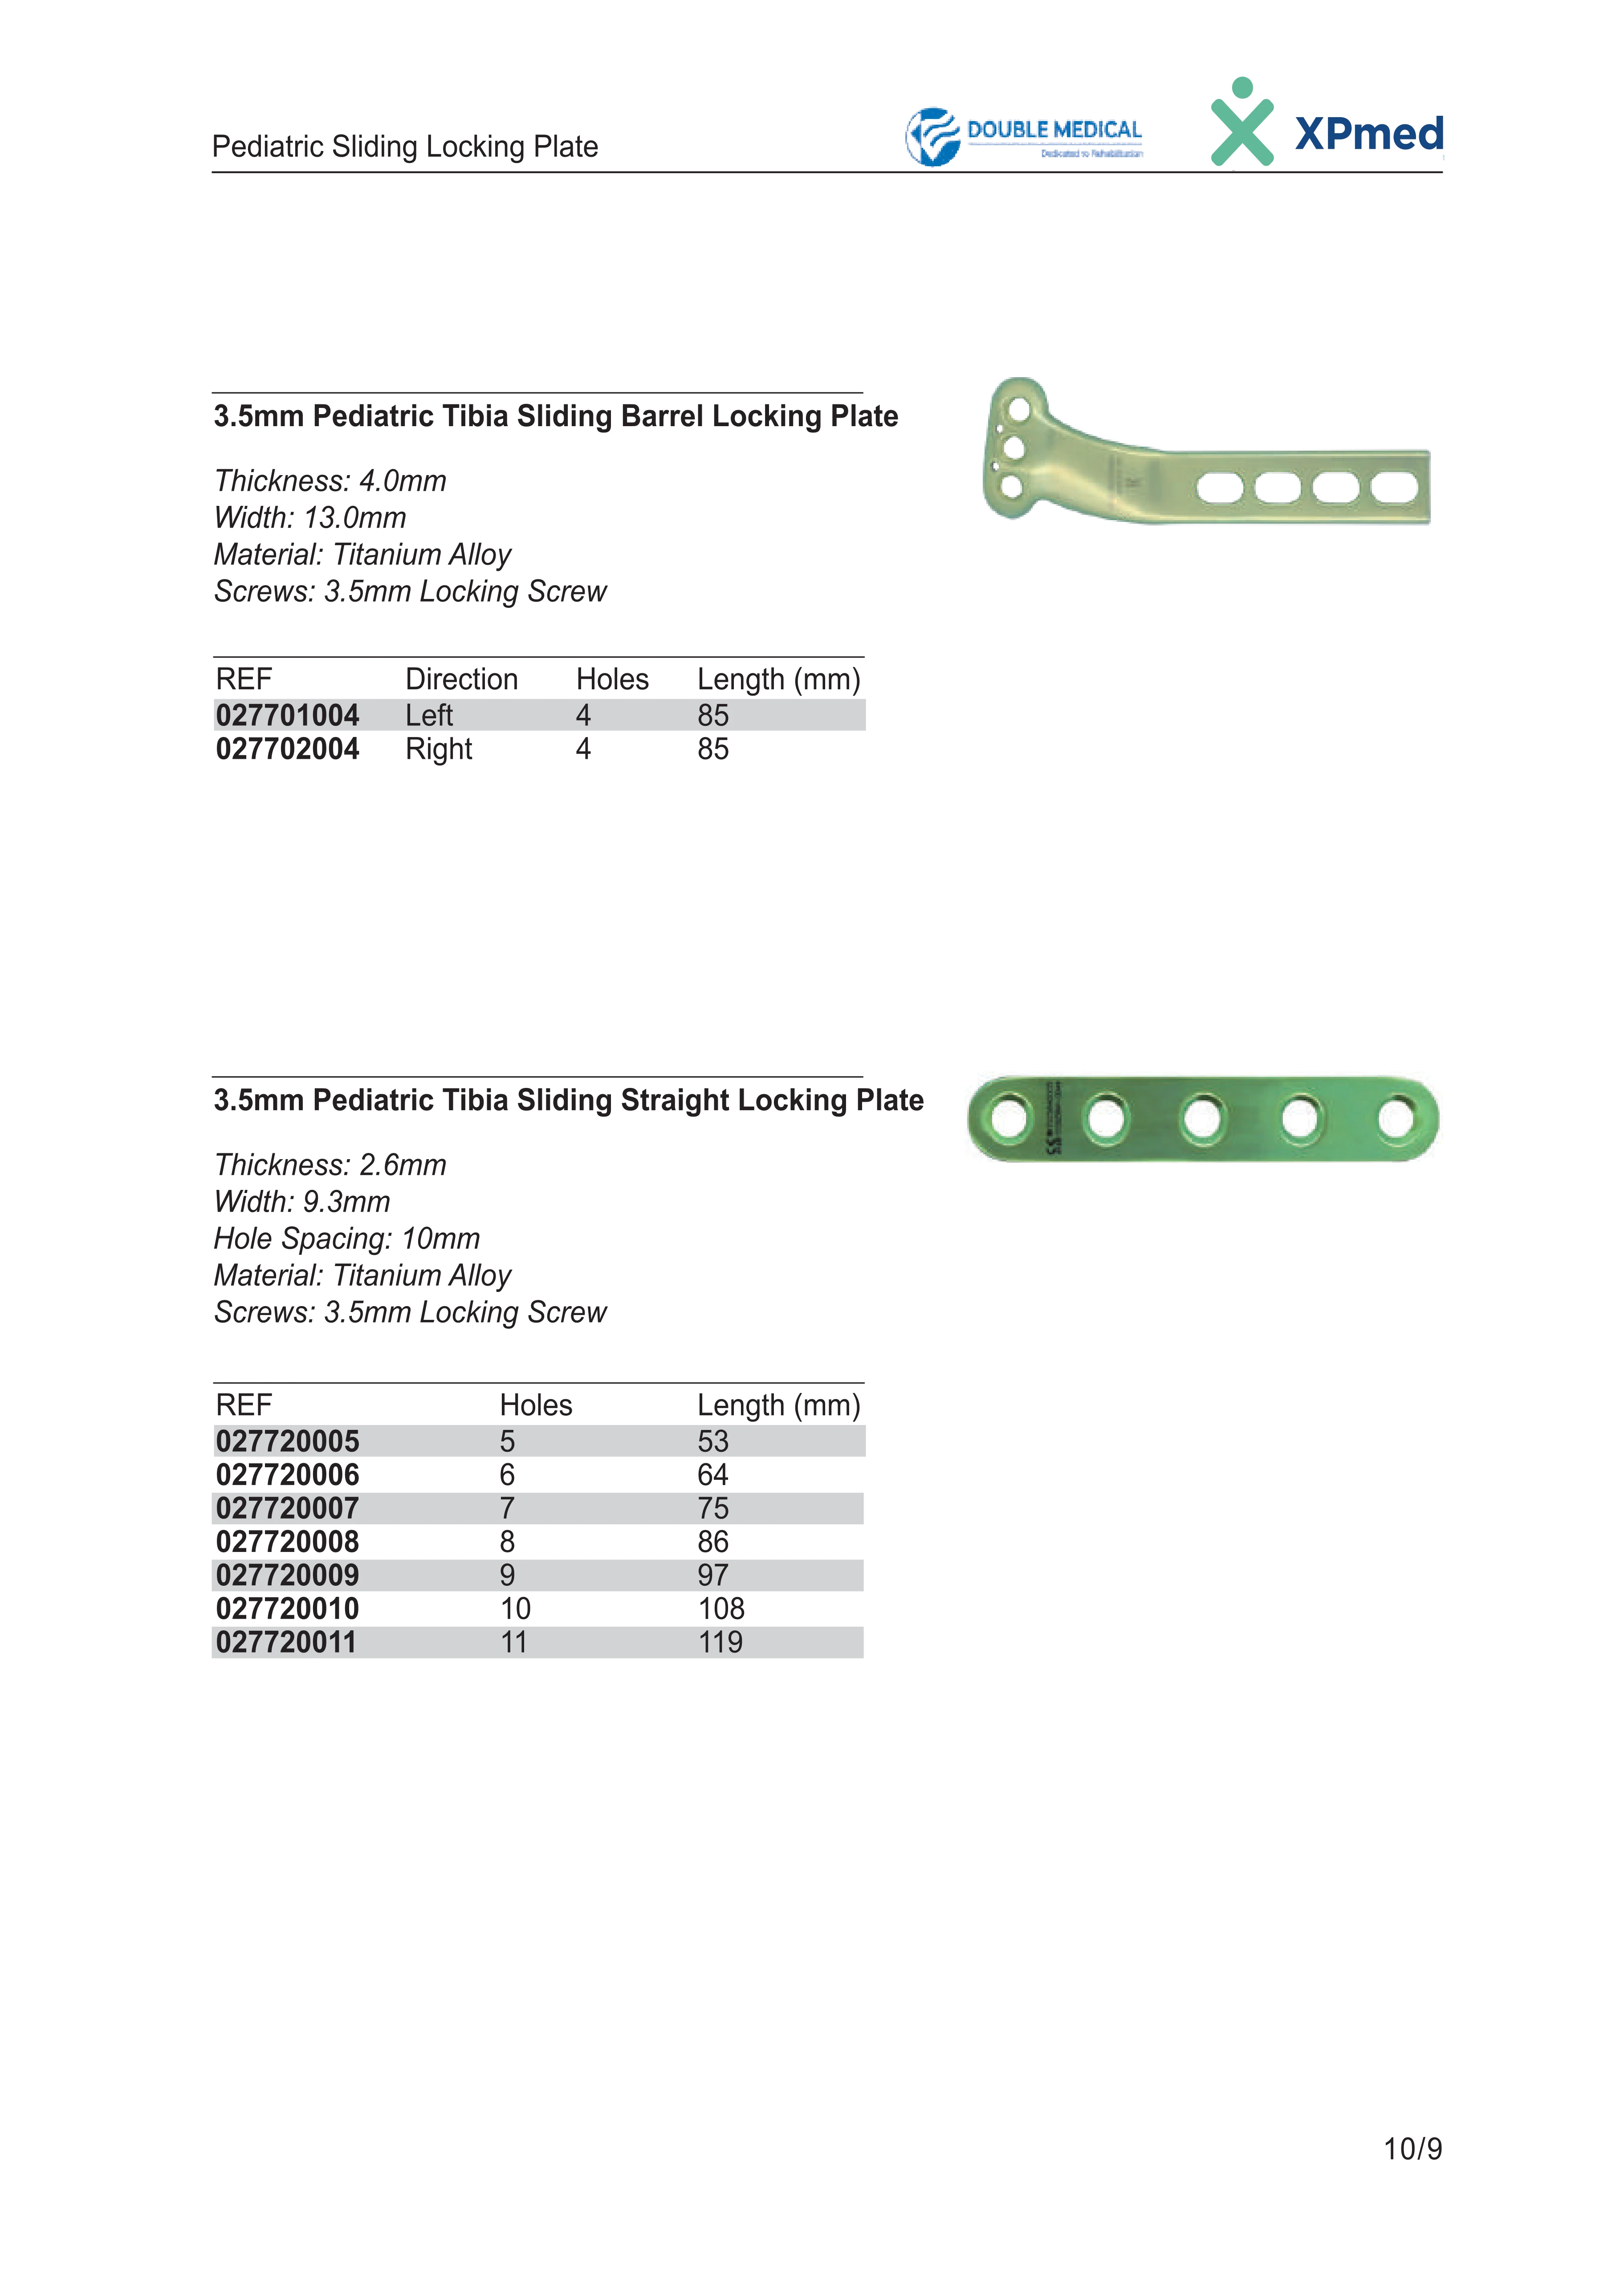 Pediatric Sliding Locking Plate
DOUBLE MEDICAL
Dedicated to Rehabilitation
XPmed
3.5mm Pediatric Tibia Sliding Barrel Locking Plate
Thickness: 4.0mm
Width: 13.0mm
Material: Titanium Alloy
Screws: 3.5mm Locking Screw
REF Direction Holes Length (mm)
027701004 Left 4 85
027702004 Right 4 85
3.5mm Pediatric Tibia Sliding Straight Locking Plate
Thickness: 2.6mm
Width: 9.3mm
Hole Spacing: 10mm
Material: Titanium Alloy
Screws: 3.5mm Locking Screw
REF Holes Length (mm)
027720005 5 53
027720006 6 64
027720007 7 75
027720008 8 86
027720009 9 97
027720010 10 108
027720011 11 119
10/9